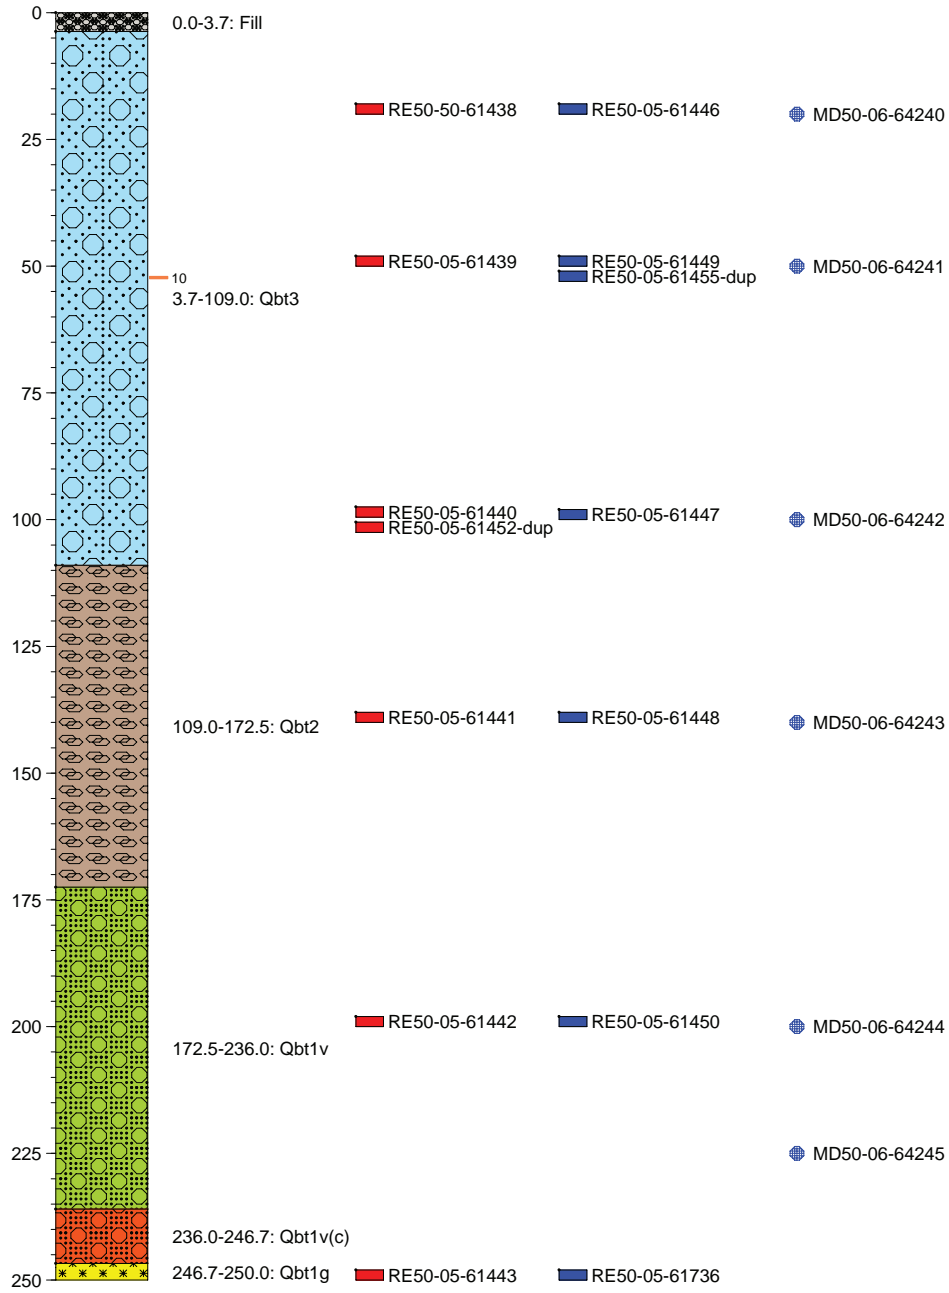 0
0.0-3.7: Fill
RE50-50-61438
RE50-05-61446
MD50-06-64240
25
RE50-05-61439
RE50-05-61449
50
MD50-06-64241
10
RE50-05-61455-dup
3.7-109.0: Qbt3
75
RE50-05-61440
RE50-05-61447
100
MD50-06-64242
RE50-05-61452-dup
125
109.0-172.5: Qbt2
RE50-05-61441
RE50-05-61448
MD50-06-64243
150
175
RE50-05-61442
RE50-05-61450
200
MD50-06-64244
172.5-236.0: Qbt1v
225
MD50-06-64245
236.0-246.7: Qbt1v(c)
246.7-250.0: Qbt1g
RE50-05-61443
RE50-05-61736
250